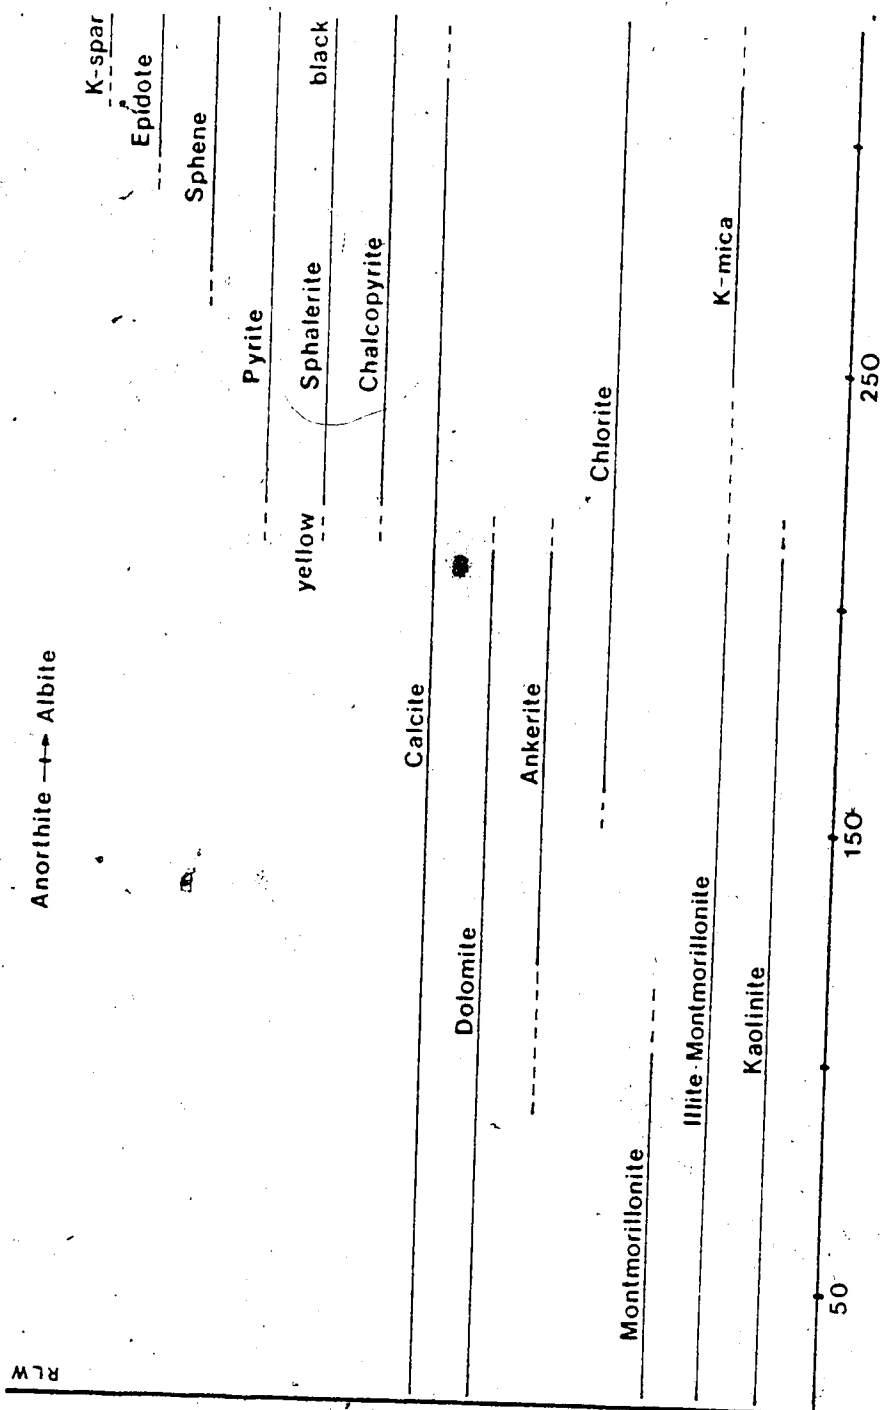 RLW
Anorthite → Albite
K-spar
Epidote
Sphene
Pyrite
yellow Sphalerite black
Chalcopyrite
Calcite
Dolomite
Ankerite
Chlorite
Montmorillonite
Illite-Montmorillonite K-mica
Kaolinite
50 150 250